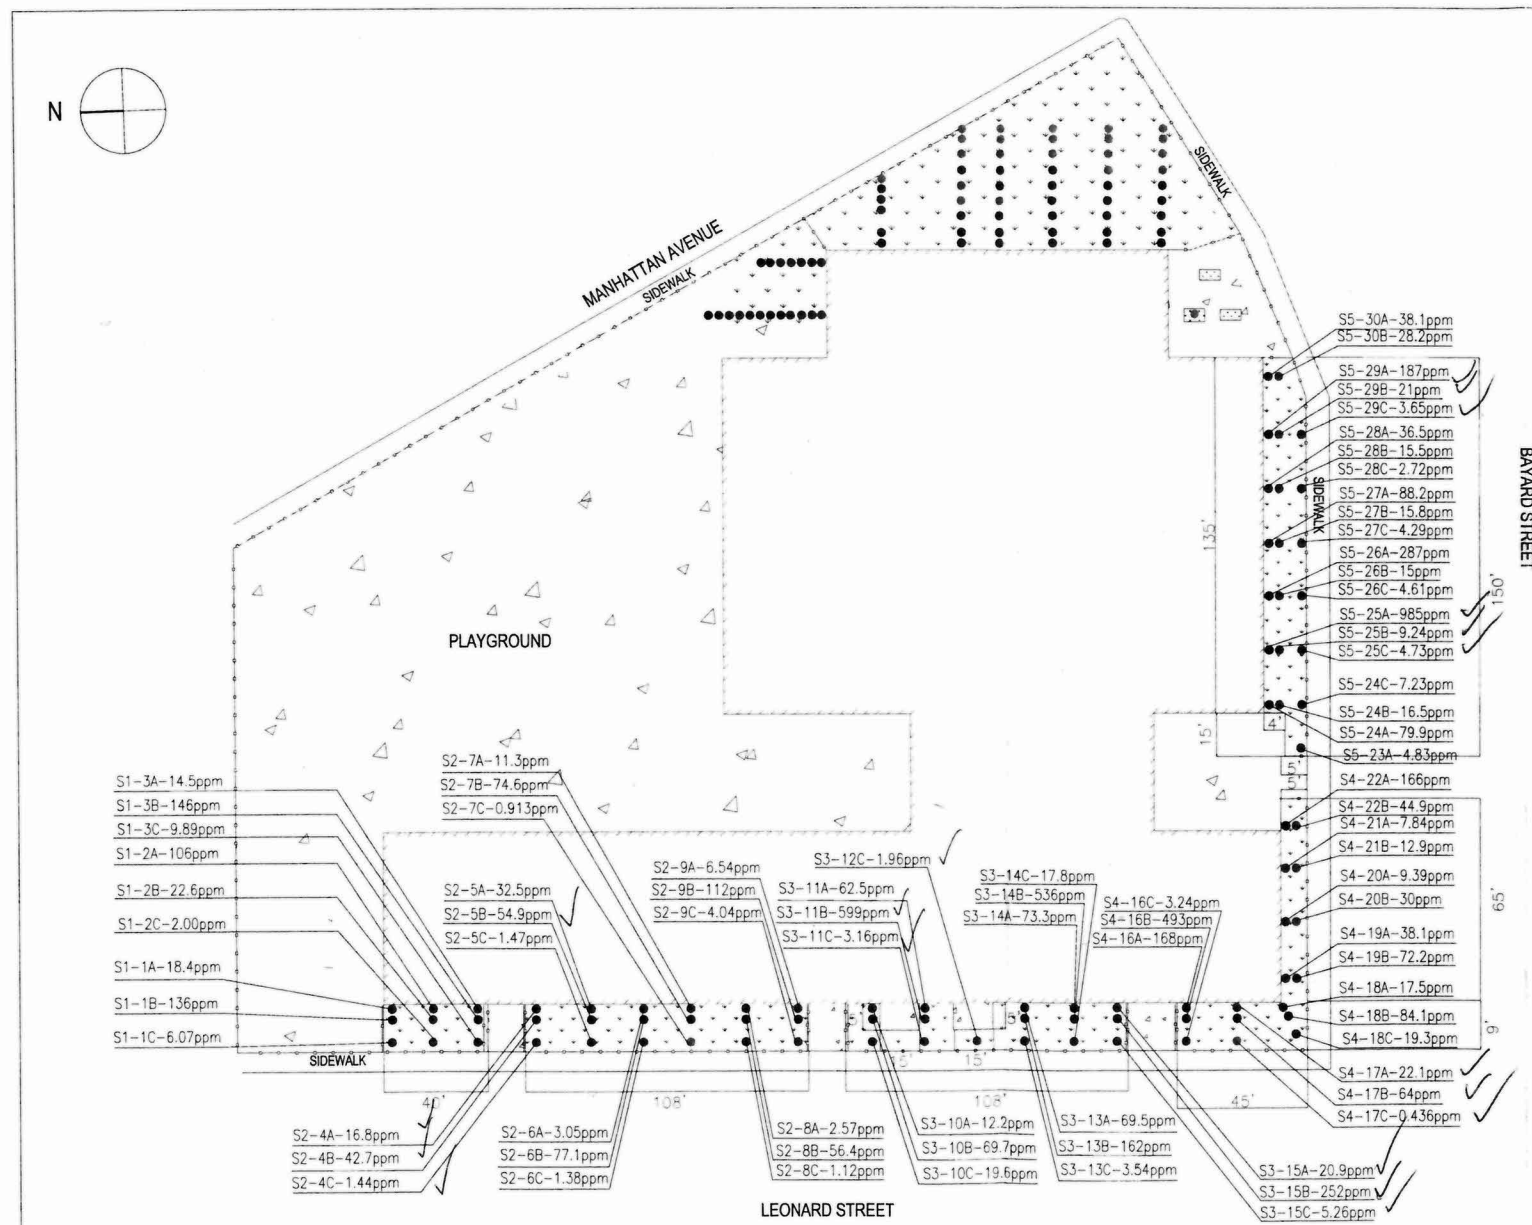 N
MANHATTAN AVENUE
SIDEWALK
SIDEWALK
S5-30A-38.1ppm
S5-30B-28.2ppm
S5-29A-187ppm
S5-29B-21ppm
S5-29C-3.65ppm
S5-28A-36.5ppm
S5-28B-15.5ppm
S5-28C-2.72ppm
S5-27A-88.2ppm
S5-27B-15.8ppm
S5-27C-4.29ppm
S5-26A-287ppm
S5-26B-15ppm
S5-26C-4.61ppm
S5-25A-985ppm
S5-25B-9.24ppm
S5-25C-4.73ppm
S5-24C-7.23ppm
S5-24B-16.5ppm
S5-24A-79.9ppm
S5-23A-4.83ppm
SIDEWALK
BAYARD STREET
135'
150'
15'
4'
5'
5'
PLAYGROUND
S4-22A-166ppm
S4-22B-44.9ppm
S4-21A-7.84ppm
S4-21B-12.9ppm
S4-20A-9.39ppm
S4-20B-30ppm
S4-19A-38.1ppm
S4-19B-72.2ppm
S4-18A-17.5ppm
S4-18B-84.1ppm
S4-18C-19.3ppm
S4-17A-22.1ppm
S4-17B-64ppm
S4-17C-0.436ppm
65'
9'
S1-3A-14.5ppm
S1-3B-146ppm
S1-3C-9.89ppm
S1-2A-106ppm
S1-2B-22.6ppm
S1-2C-2.00ppm
S1-1A-18.4ppm
S1-1B-136ppm
S1-1C-6.07ppm
S2-7A-11.3ppm
S2-7B-74.6ppm
S2-7C-0.913ppm
S2-5A-32.5ppm
S2-5B-54.9ppm
S2-5C-1.47ppm
S2-9A-6.54ppm
S2-9B-112ppm
S2-9C-4.04ppm
S3-12C-1.96ppm
S3-11A-62.5ppm
S3-11B-599ppm
S3-11C-3.16ppm
S3-14C-17.8ppm
S3-14B-536ppm
S3-14A-73.3ppm
S4-16C-3.24ppm
S4-16B-493ppm
S4-16A-168ppm
5'
5'
15'
15'
SIDEWALK
40'
108'
108'
45'
S2-4A-16.8ppm
S2-4B-42.7ppm
S2-4C-1.44ppm
S2-6A-3.05ppm
S2-6B-77.1ppm
S2-6C-1.38ppm
S2-8A-2.57ppm
S2-8B-56.4ppm
S2-8C-1.12ppm
S3-10A-12.2ppm
S3-10B-69.7ppm
S3-10C-19.6ppm
S3-13A-69.5ppm
S3-13B-162ppm
S3-13C-3.54ppm
S3-15A-20.9ppm
S3-15B-252ppm
S3-15C-5.26ppm
LEONARD STREET